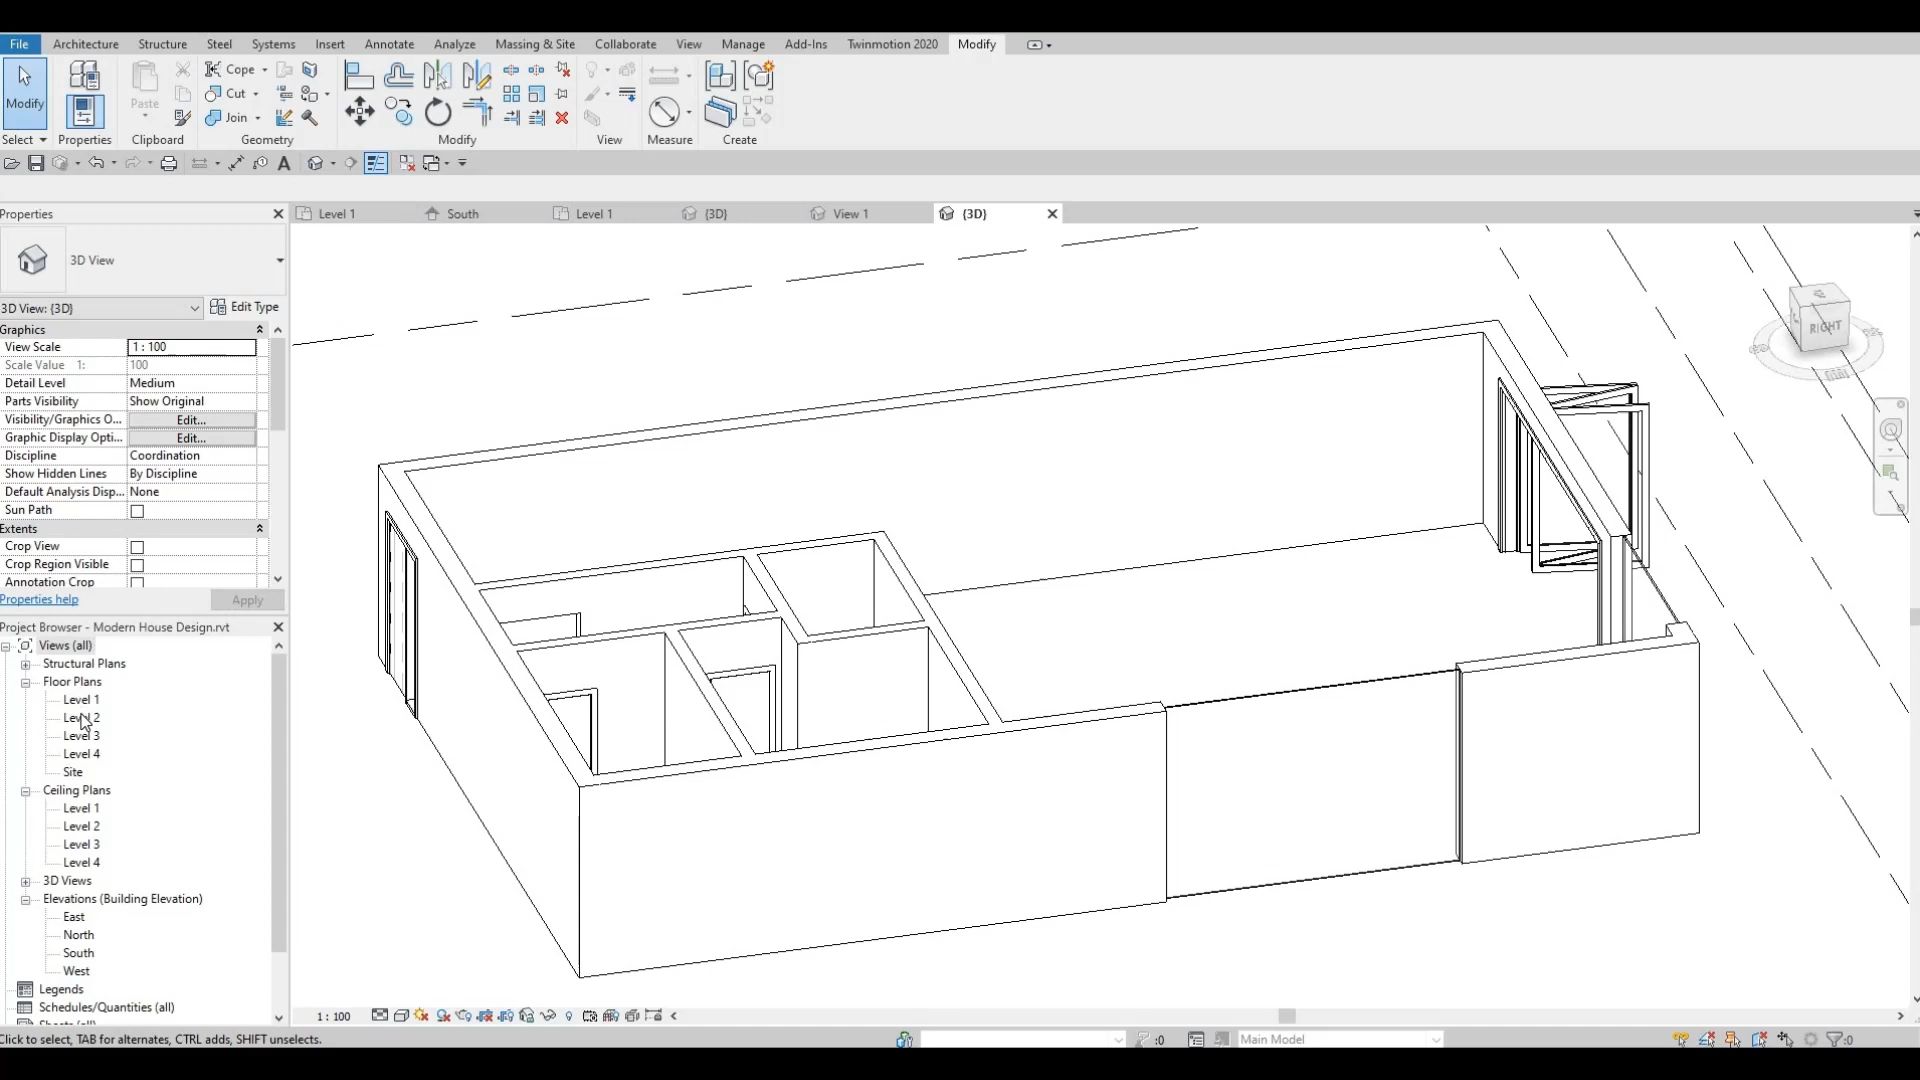 File Architecture Structure Steel Systems Insert Annotate Analyze Massing & Site Collaborate View Manage Add-Ins Twinmotion 2020 Modify
Modify
Paste
Cope
Cut
Join
Select Properties Clipboard Geometry Modify View Measure Create
Properties
Level 1 South Level 1 {3D} View 1 {3D}
3D View
3D View: {3D} Edit Type
Graphics
View Scale 1 : 100
Scale Value 1: 100
Detail Level Medium
Parts Visibility Show Original
Visibility/Graphics O... Edit...
Graphic Display Opti... Edit...
Discipline Coordination
Show Hidden Lines By Discipline
Default Analysis Disp... None
Sun Path
Extents
Crop View
Crop Region Visible
Annotation Crop
Properties help Apply
Project Browser - Modern House Design.rvt
Views (all)
Structural Plans
Floor Plans
Level 1
Level 2
Level 3
Level 4
Site
Ceiling Plans
Level 1
Level 2
Level 3
Level 4
3D Views
Elevations (Building Elevation)
East
North
South
West
Legends
Schedules/Quantities (all)
Sheets (all)
RIGHT
1 : 100
Click to select, TAB for alternates, CTRL adds, SHIFT unselects.
:0
Main Model
:0